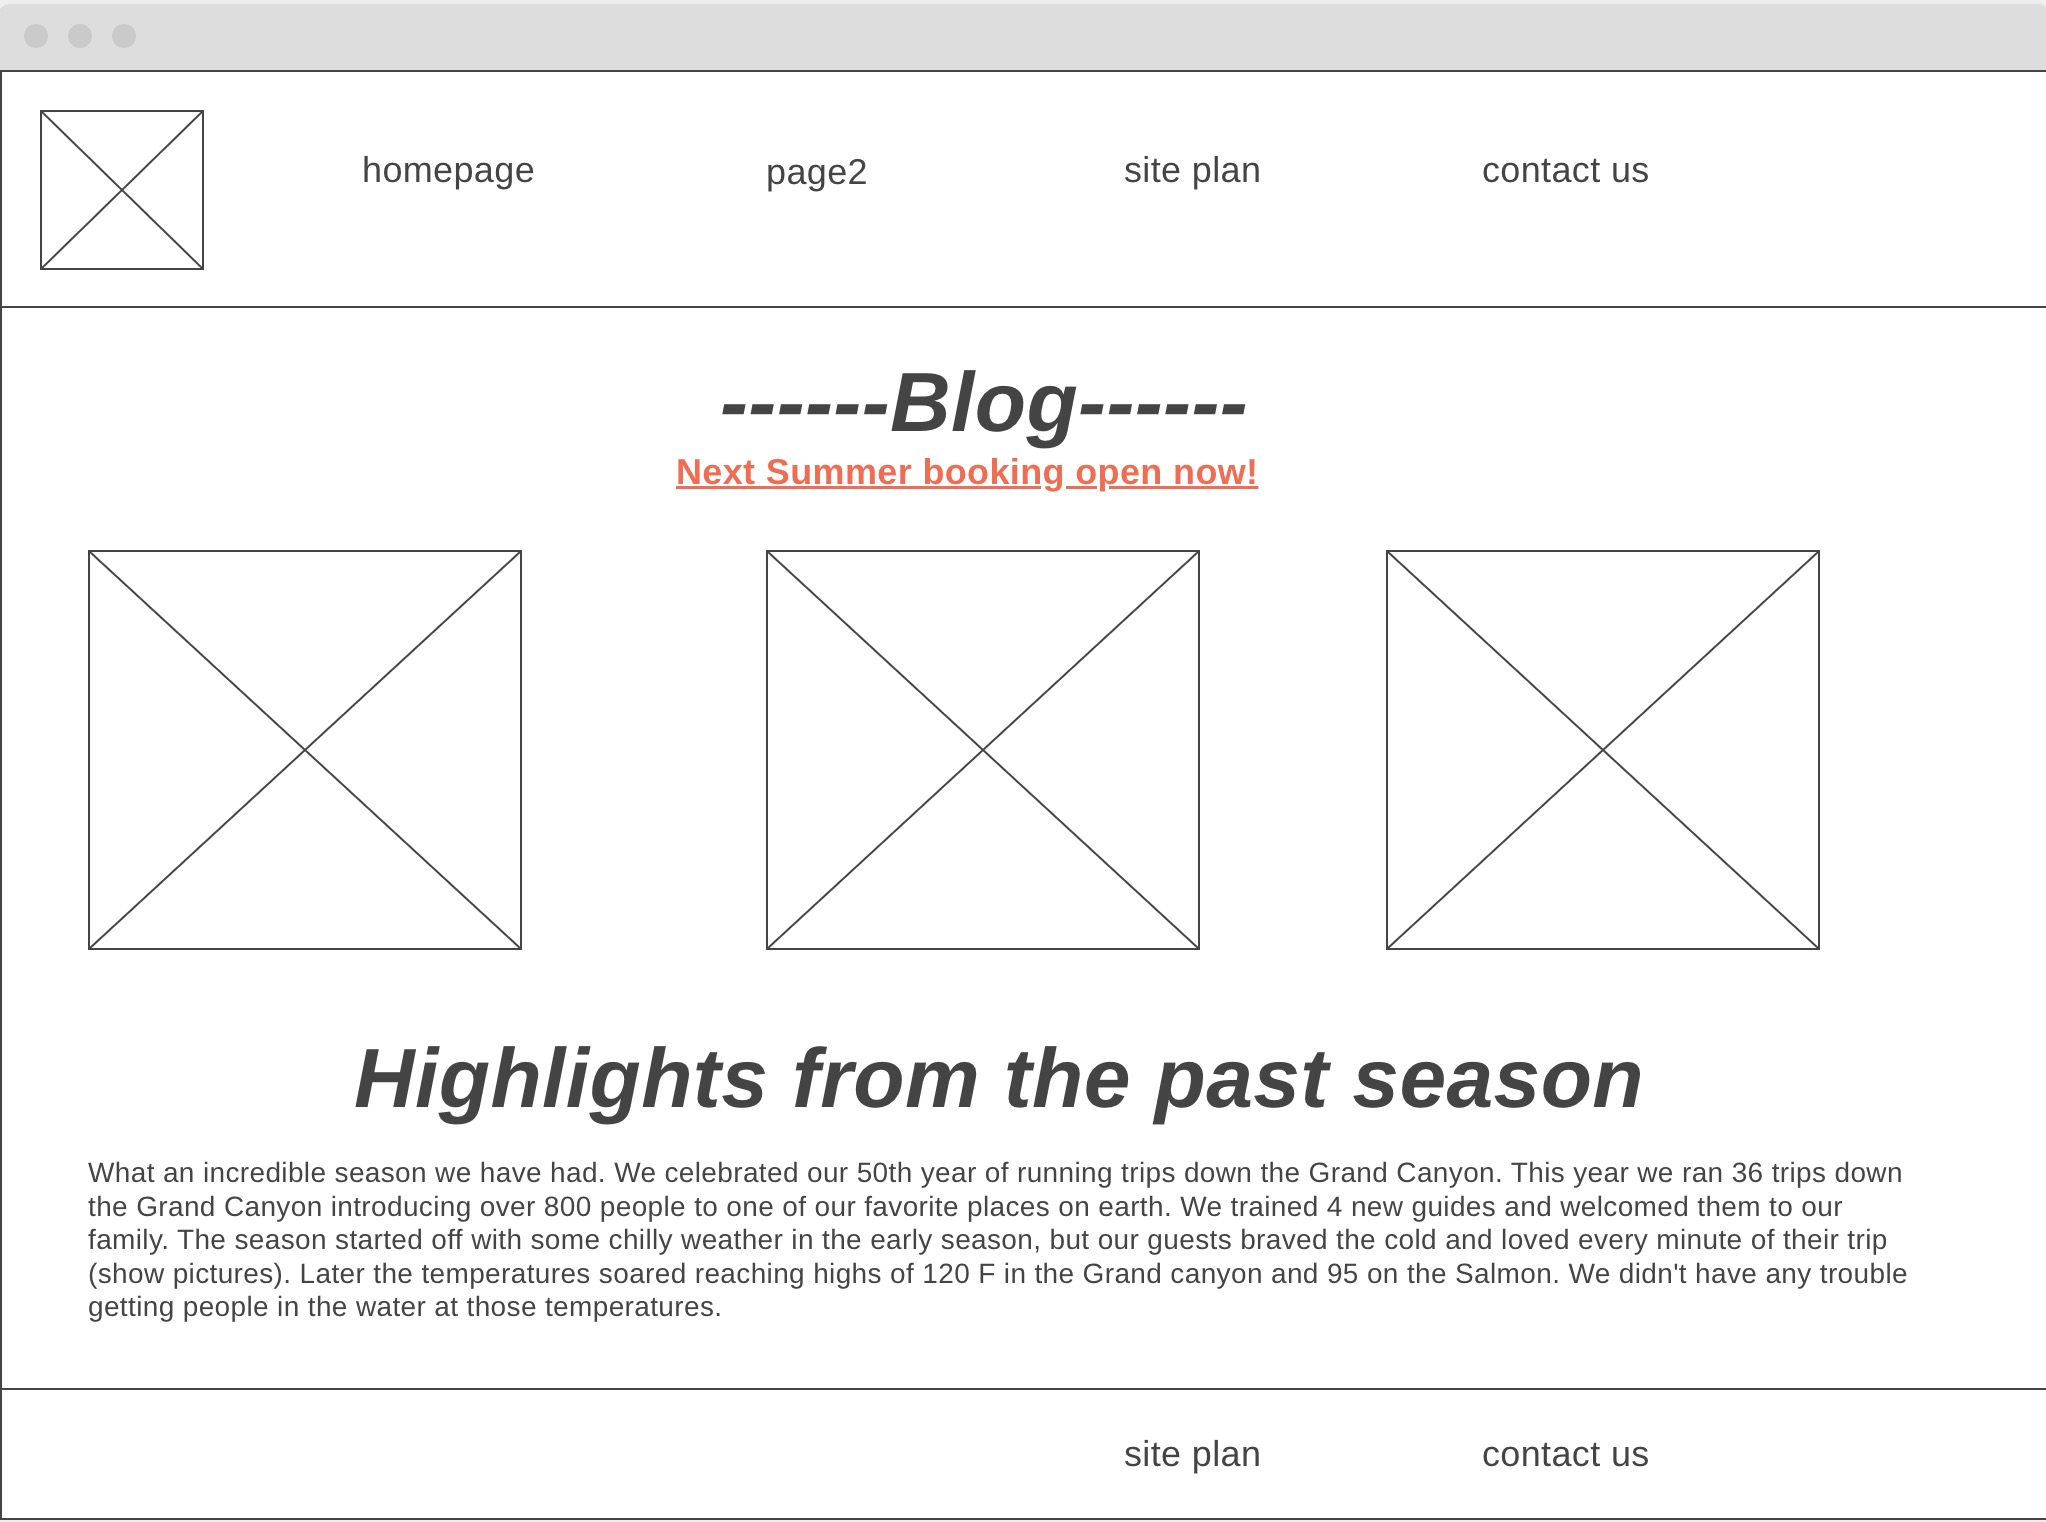 homepage page2 site plan contact us
------Blog------
Next Summer booking open now!
Highlights from the past season
What an incredible season we have had. We celebrated our 50th year of running trips down the Grand Canyon. This year we ran 36 trips down
the Grand Canyon introducing over 800 people to one of our favorite places on earth. We trained 4 new guides and welcomed them to our
family. The season started off with some chilly weather in the early season, but our guests braved the cold and loved every minute of their trip
(show pictures). Later the temperatures soared reaching highs of 120 F in the Grand canyon and 95 on the Salmon. We didn't have any trouble
getting people in the water at those temperatures.
site plan contact us